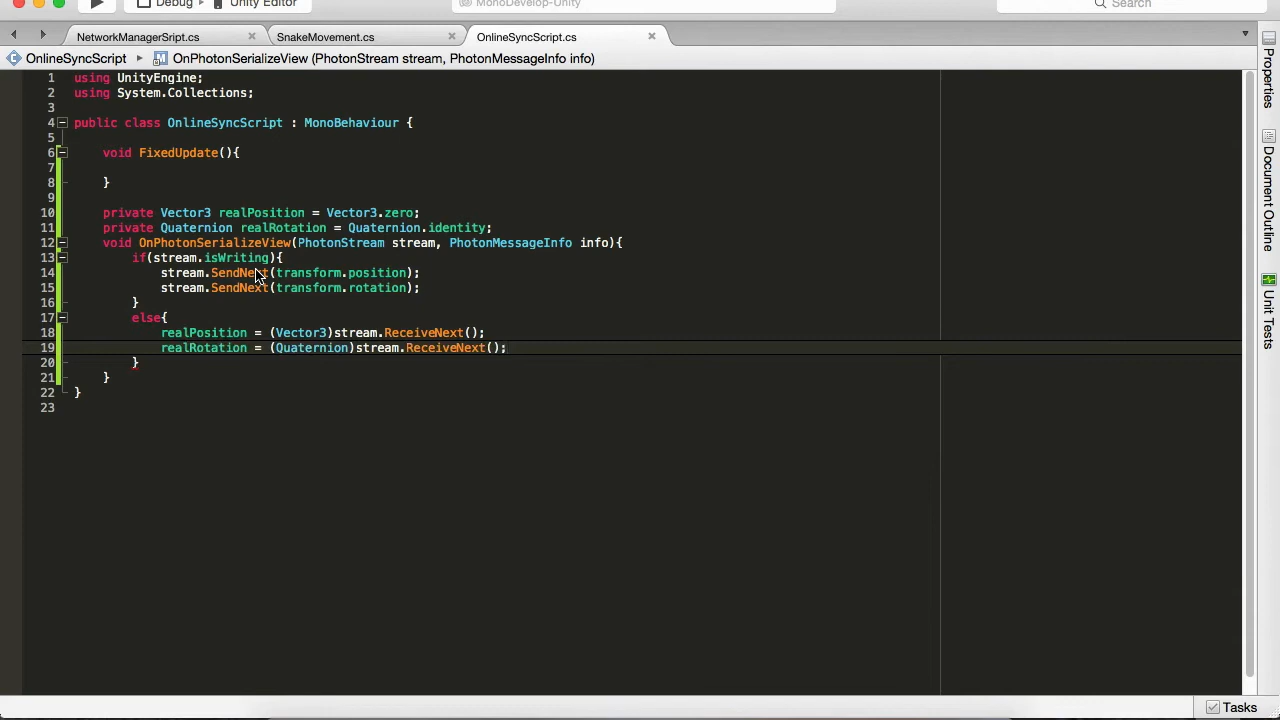 Debug
Unity Editor
MonoDevelop-Unity
Search
NetworkManagerSript.cs
SnakeMovement.cs
OnlineSyncScript.cs
OnlineSyncScript
OnPhotonSerializeView (PhotonStream stream, PhotonMessageInfo info)
1 using UnityEngine;
2 using System.Collections;
3
4 public class OnlineSyncScript : MonoBehaviour {
5
6 void FixedUpdate(){
7
8 }
9
10 private Vector3 realPosition = Vector3.zero;
11 private Quaternion realRotation = Quaternion.identity;
12 void OnPhotonSerializeView(PhotonStream stream, PhotonMessageInfo info){
13 if(stream.isWriting){
14 stream.SendNext(transform.position);
15 stream.SendNext(transform.rotation);
16 }
17 else{
18 realPosition = (Vector3)stream.ReceiveNext();
19 realRotation = (Quaternion)stream.ReceiveNext();
20 }
21 }
22 }
23
Properties
Document Outline
Unit Tests
Tasks